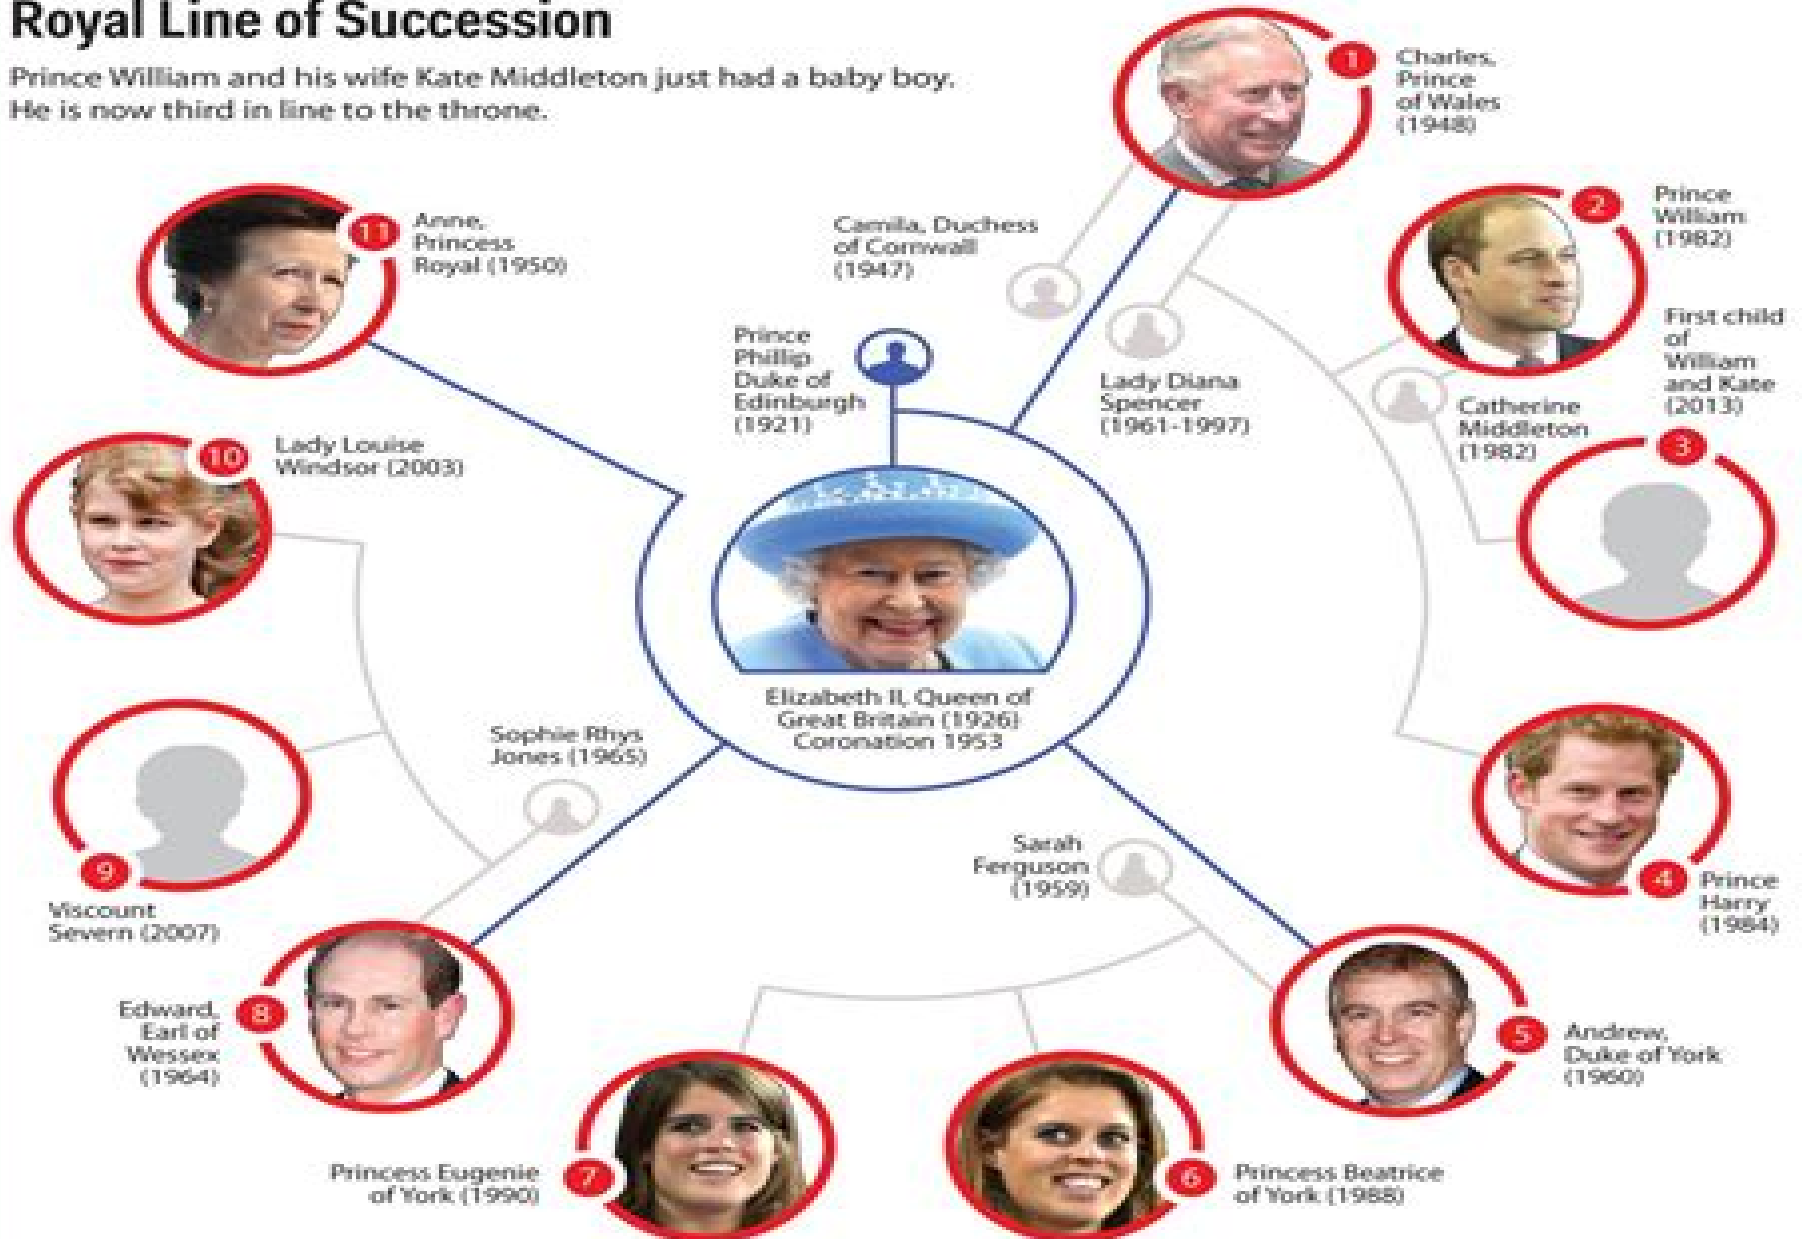 Royal Line of Succession
Prince William and his wife Kate Middleton just had a baby boy.
He is now third in line to the throne.
1
Charles,
Prince
of Wales
(1948)
2
Prince
William
(1982)
11
Anne,
Princess
Royal (1950)
Camila, Duchess
of Cornwall
(1947)
First child
of
William
and Kate
(2013)
3
Prince
Phillip
Duke of
Edinburgh
(1921)
Lady Diana
Spencer
(1961-1997)
Catherine
Middleton
(1982)
10
Lady Louise
Windsor (2003)
Elizabeth II, Queen of
Great Britain (1926)
Coronation 1953
Sophie Rhys
Jones (1965)
9
Viscount
Severn (2007)
Sarah
Ferguson
(1959)
4
Prince
Harry
(1984)
Edward,
Earl of
Wessex
(1964)
8
5
Andrew,
Duke of York
(1960)
Princess Eugenie
of York (1990)
7
6
Princess Beatrice
of York (1988)